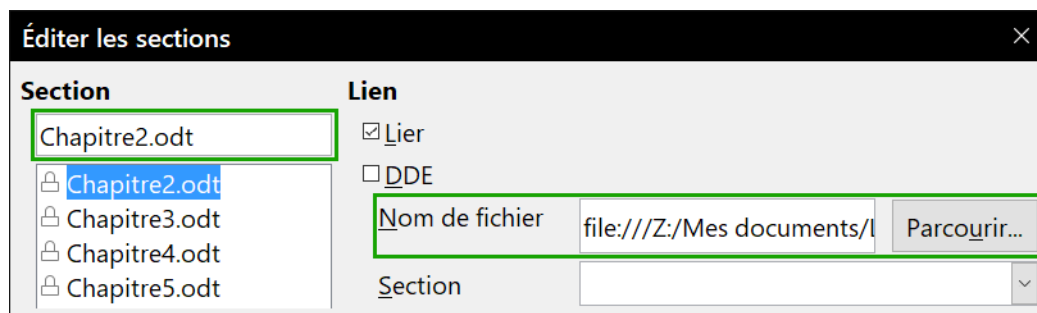 Éditer les sections
Section
Lien
Chapitre2.odt
Lier
DDE
Chapitre2.odt
Chapitre3.odt
Chapitre4.odt
Chapitre5.odt
Nom de fichier
file:///Z:/Mes documents/
Parcourir...
Section